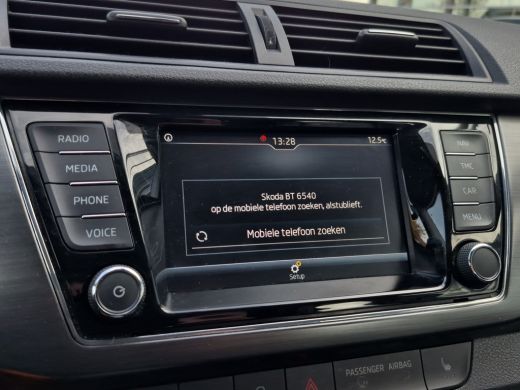 RADIO
MEDIA
PHONE
VOICE
13:28
12.5°C
Skoda BT 6540
op de mobiele telefoon zoeken, alstublieft.
Mobiele telefoon zoeken
Setup
NAV
TMC
CAR
MENU
PASSENGER AIRBAG